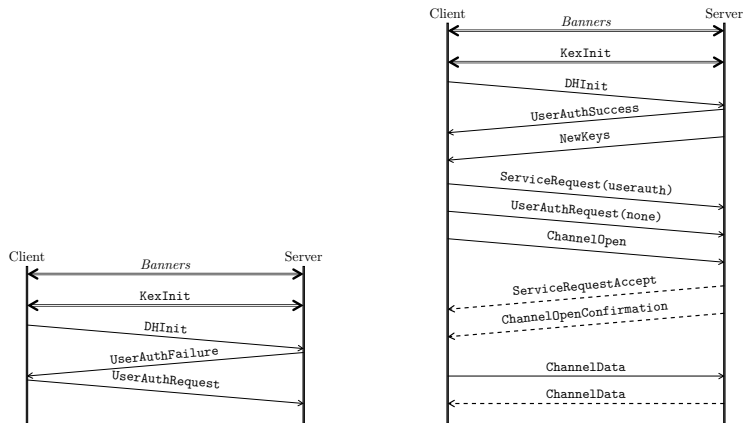 Client Server
Banners
KexInit
DHInit
UserAuthFailure
UserAuthRequest
Client Server
Banners
KexInit
DHInit
UserAuthSuccess
NewKeys
ServiceRequest(userauth)
UserAuthRequest(none)
ChannelOpen
ServiceRequestAccept
ChannelOpenConfirmation
ChannelData
ChannelData